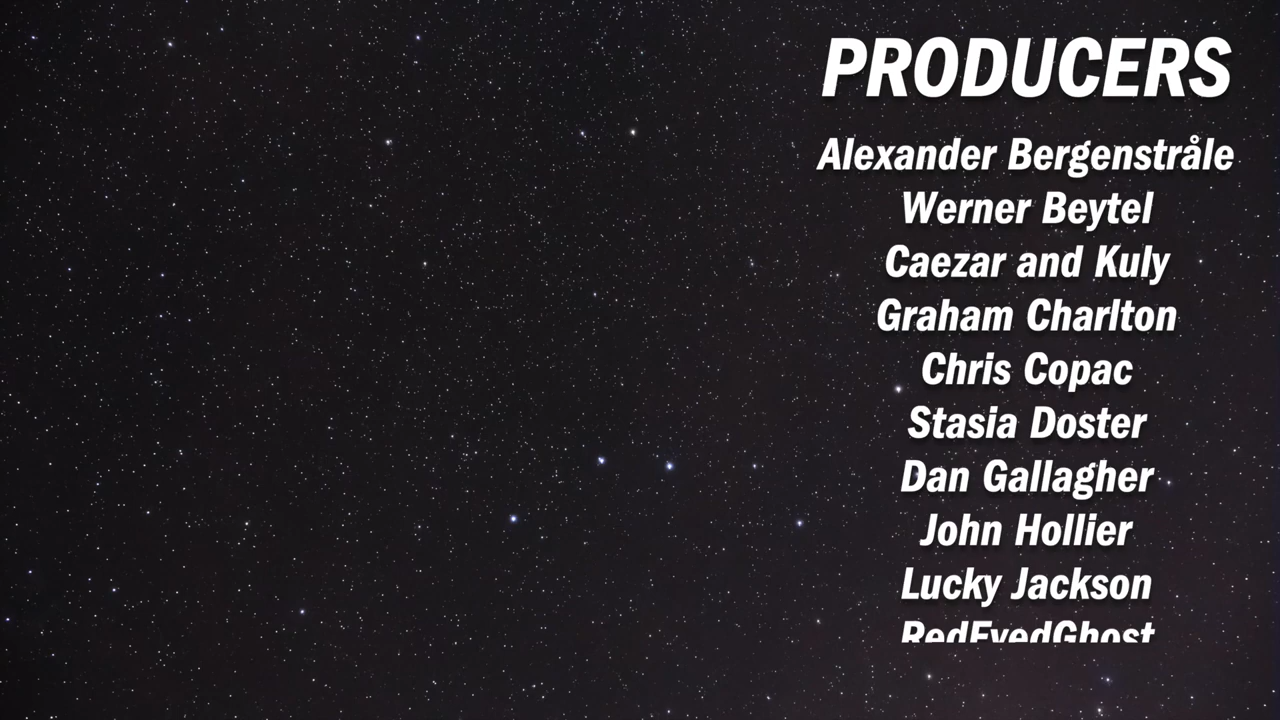 PRODUCERS
Alexander Bergenstråle
Werner Beytel
Caezar and Kuly
Graham Charlton
Chris Copac
Stasia Doster
Dan Gallagher
John Hollier
Lucky Jackson
RedEyedGhost